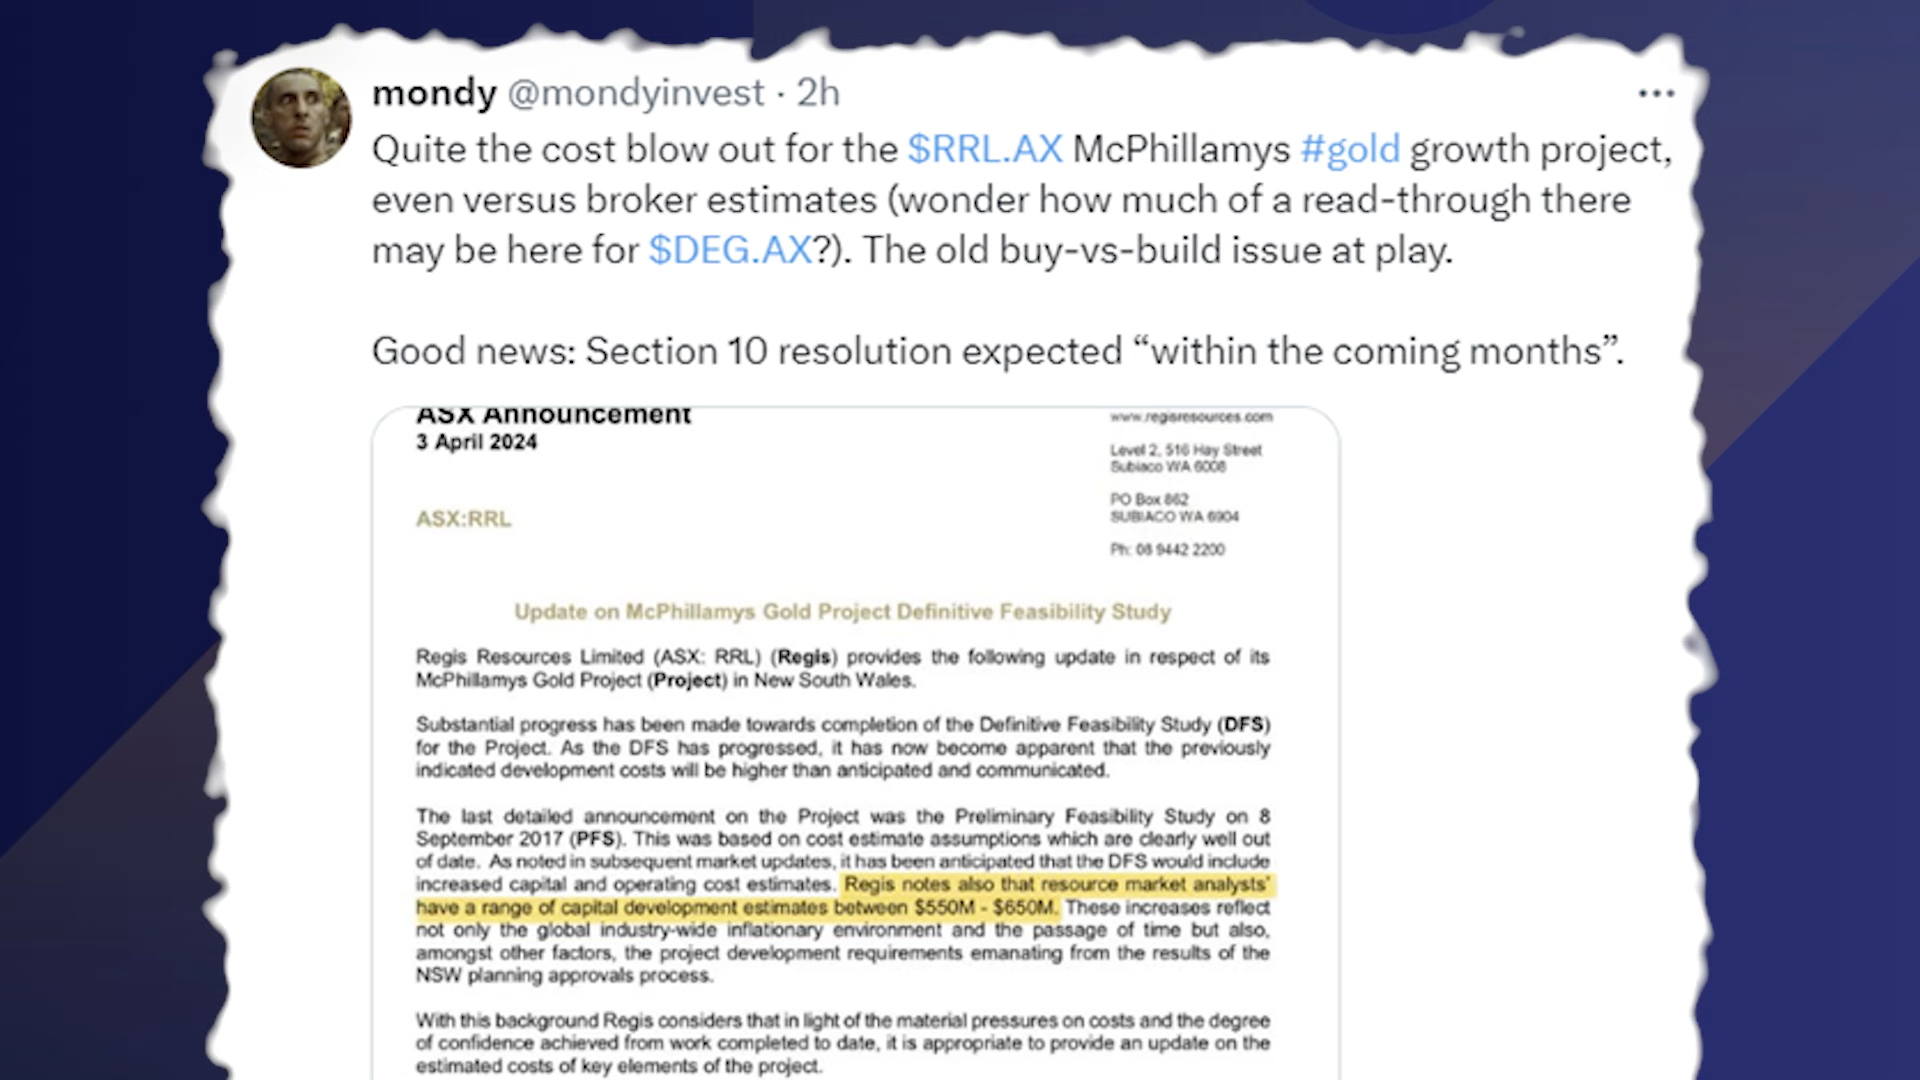 mondy @mondyinvest · 2h
Quite the cost blow out for the $RRL.AX McPhillamys #gold growth project,
even versus broker estimates (wonder how much of a read-through there
may be here for $DEG.AX?). The old buy-vs-build issue at play.
Good news: Section 10 resolution expected “within the coming months”.
ASX Announcement
3 April 2024
www.regisresources.com
Level 2, 516 Hay Street
Subiaco WA 6008
PO Box 862
SUBIACO WA 6904
Ph: 08 9442 2200
ASX:RRL
Update on McPhillamys Gold Project Definitive Feasibility Study
Regis Resources Limited (ASX: RRL) (Regis) provides the following update in respect of its
McPhillamys Gold Project (Project) in New South Wales.
Substantial progress has been made towards completion of the Definitive Feasibility Study (DFS)
for the Project. As the DFS has progressed, it has now become apparent that the previously
indicated development costs will be higher than anticipated and communicated.
The last detailed announcement on the Project was the Preliminary Feasibility Study on 8
September 2017 (PFS). This was based on cost estimate assumptions which are clearly well out
of date. As noted in subsequent market updates, it has been anticipated that the DFS would include
increased capital and operating cost estimates. Regis notes also that resource market analysts’
have a range of capital development estimates between $550M - $650M. These increases reflect
not only the global industry-wide inflationary environment and the passage of time but also,
amongst other factors, the project development requirements emanating from the results of the
NSW planning approvals process.
With this background Regis considers that in light of the material pressures on costs and the degree
of confidence achieved from work completed to date, it is appropriate to provide an update on the
estimated costs of key elements of the project.